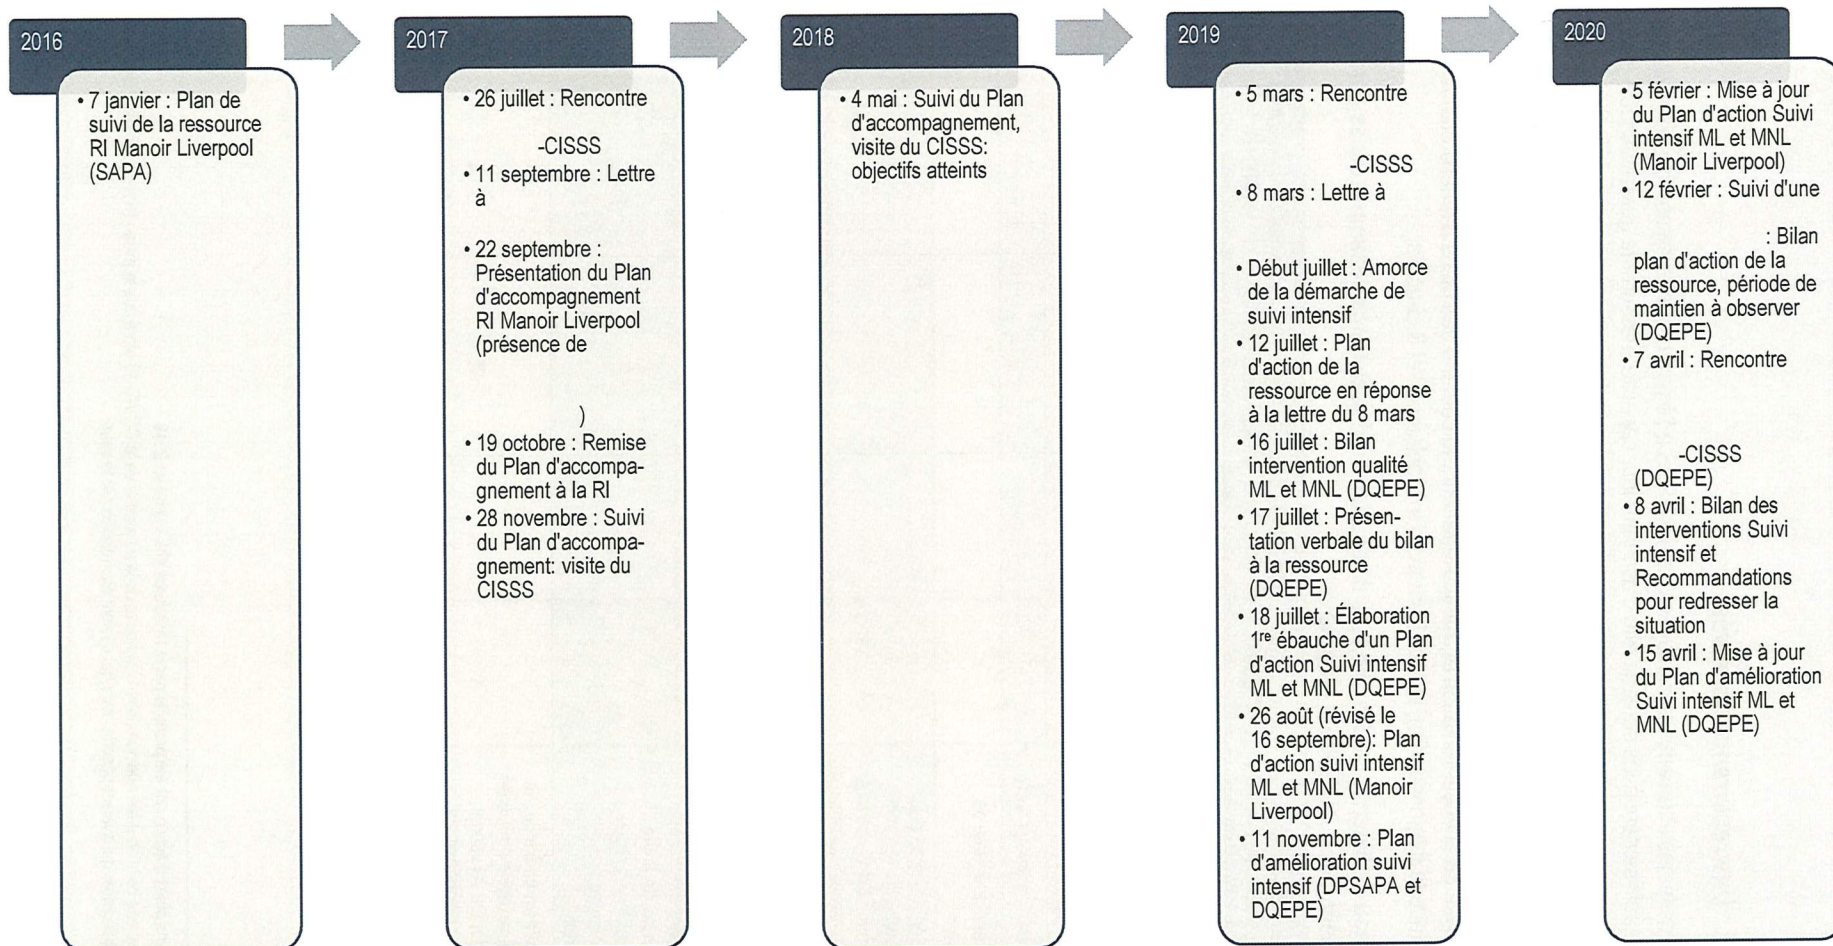 2016
• 7 janvier : Plan de
suivi de la ressource
RI Manoir Liverpool
(SAPA)
2017
• 26 juillet : Rencontre
-CISSS
• 11 septembre : Lettre
à
• 22 septembre :
Présentation du Plan
d'accompagnement
RI Manoir Liverpool
(présence de
)
• 19 octobre : Remise
du Plan d'accompa-
gnement à la RI
• 28 novembre : Suivi
du Plan d'accompa-
gnement: visite du
CISSS
2018
• 4 mai : Suivi du Plan
d'accompagnement,
visite du CISSS:
objectifs atteints
2019
• 5 mars : Rencontre
-CISSS
• 8 mars : Lettre à
• Début juillet : Amorce
de la démarche de
suivi intensif
• 12 juillet : Plan
d'action de la
ressource en réponse
à la lettre du 8 mars
• 16 juillet : Bilan
intervention qualité
ML et MNL (DQEPE)
• 17 juillet : Présen-
tation verbale du bilan
à la ressource
(DQEPE)
• 18 juillet : Élaboration
1re ébauche d'un Plan
d'action Suivi intensif
ML et MNL (DQEPE)
• 26 août (révisé le
16 septembre): Plan
d'action suivi intensif
ML et MNL (Manoir
Liverpool)
• 11 novembre : Plan
d'amélioration suivi
intensif (DPSAPA et
DQEPE)
2020
• 5 février : Mise à jour
du Plan d'action Suivi
intensif ML et MNL
(Manoir Liverpool)
• 12 février : Suivi d'une
: Bilan
plan d'action de la
ressource, période de
maintien à observer
(DQEPE)
• 7 avril : Rencontre
-CISSS
(DQEPE)
• 8 avril : Bilan des
interventions Suivi
intensif et
Recommandations
pour redresser la
situation
• 15 avril : Mise à jour
du Plan d'amélioration
Suivi intensif ML et
MNL (DQEPE)